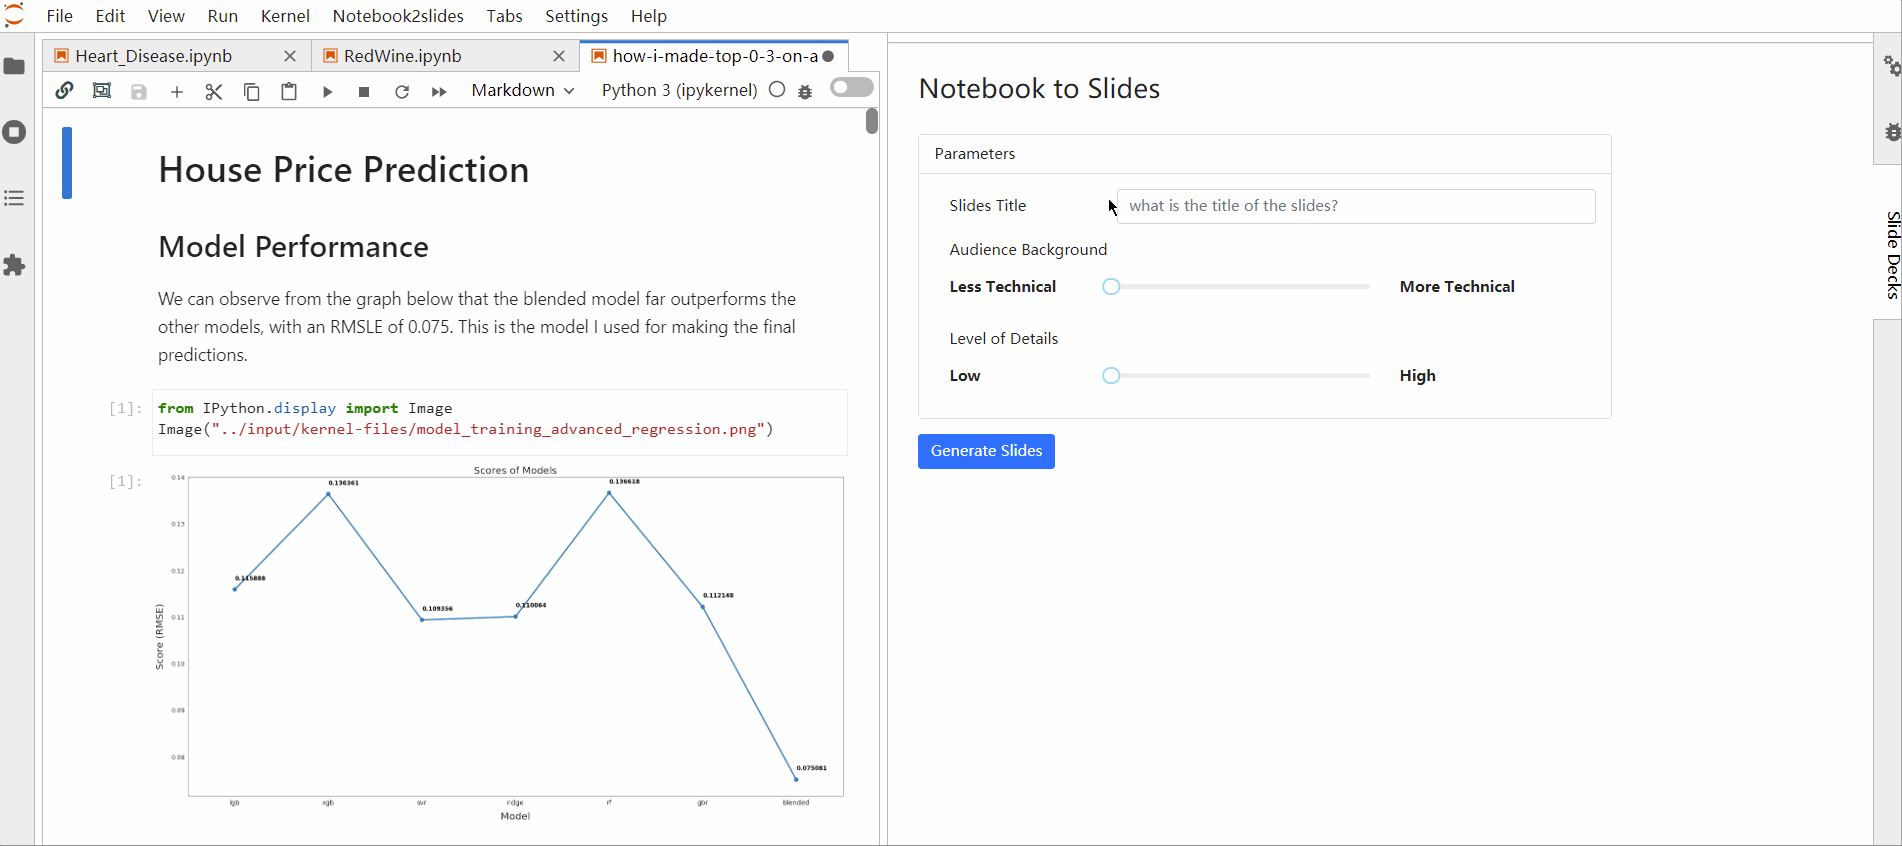 File Edit View Run Kernel Notebook2slides Tabs Settings Help
Heart_Disease.ipynb
RedWine.ipynb
how-i-made-top-0-3-on-a
Markdown
Python 3 (ipykernel)
House Price Prediction
Model Performance
We can observe from the graph below that the blended model far outperforms the
other models, with an RMSLE of 0.075. This is the model I used for making the final
predictions.
[1]:
from IPython.display import Image
Image("../input/kernel-files/model_training_advanced_regression.png")
[1]:
Scores of Models
0.14
0.13
0.12
0.11
0.10
0.09
0.08
Score (RMSE)
0.115888
0.136361
0.109356
0.110064
0.136618
0.112148
0.075081
lgb xgb svr ridge rf gbr blended
Model
Notebook to Slides
Parameters
Slides Title
what is the title of the slides?
Audience Background
Less Technical
More Technical
Level of Details
Low
High
Generate Slides
Slide Decks